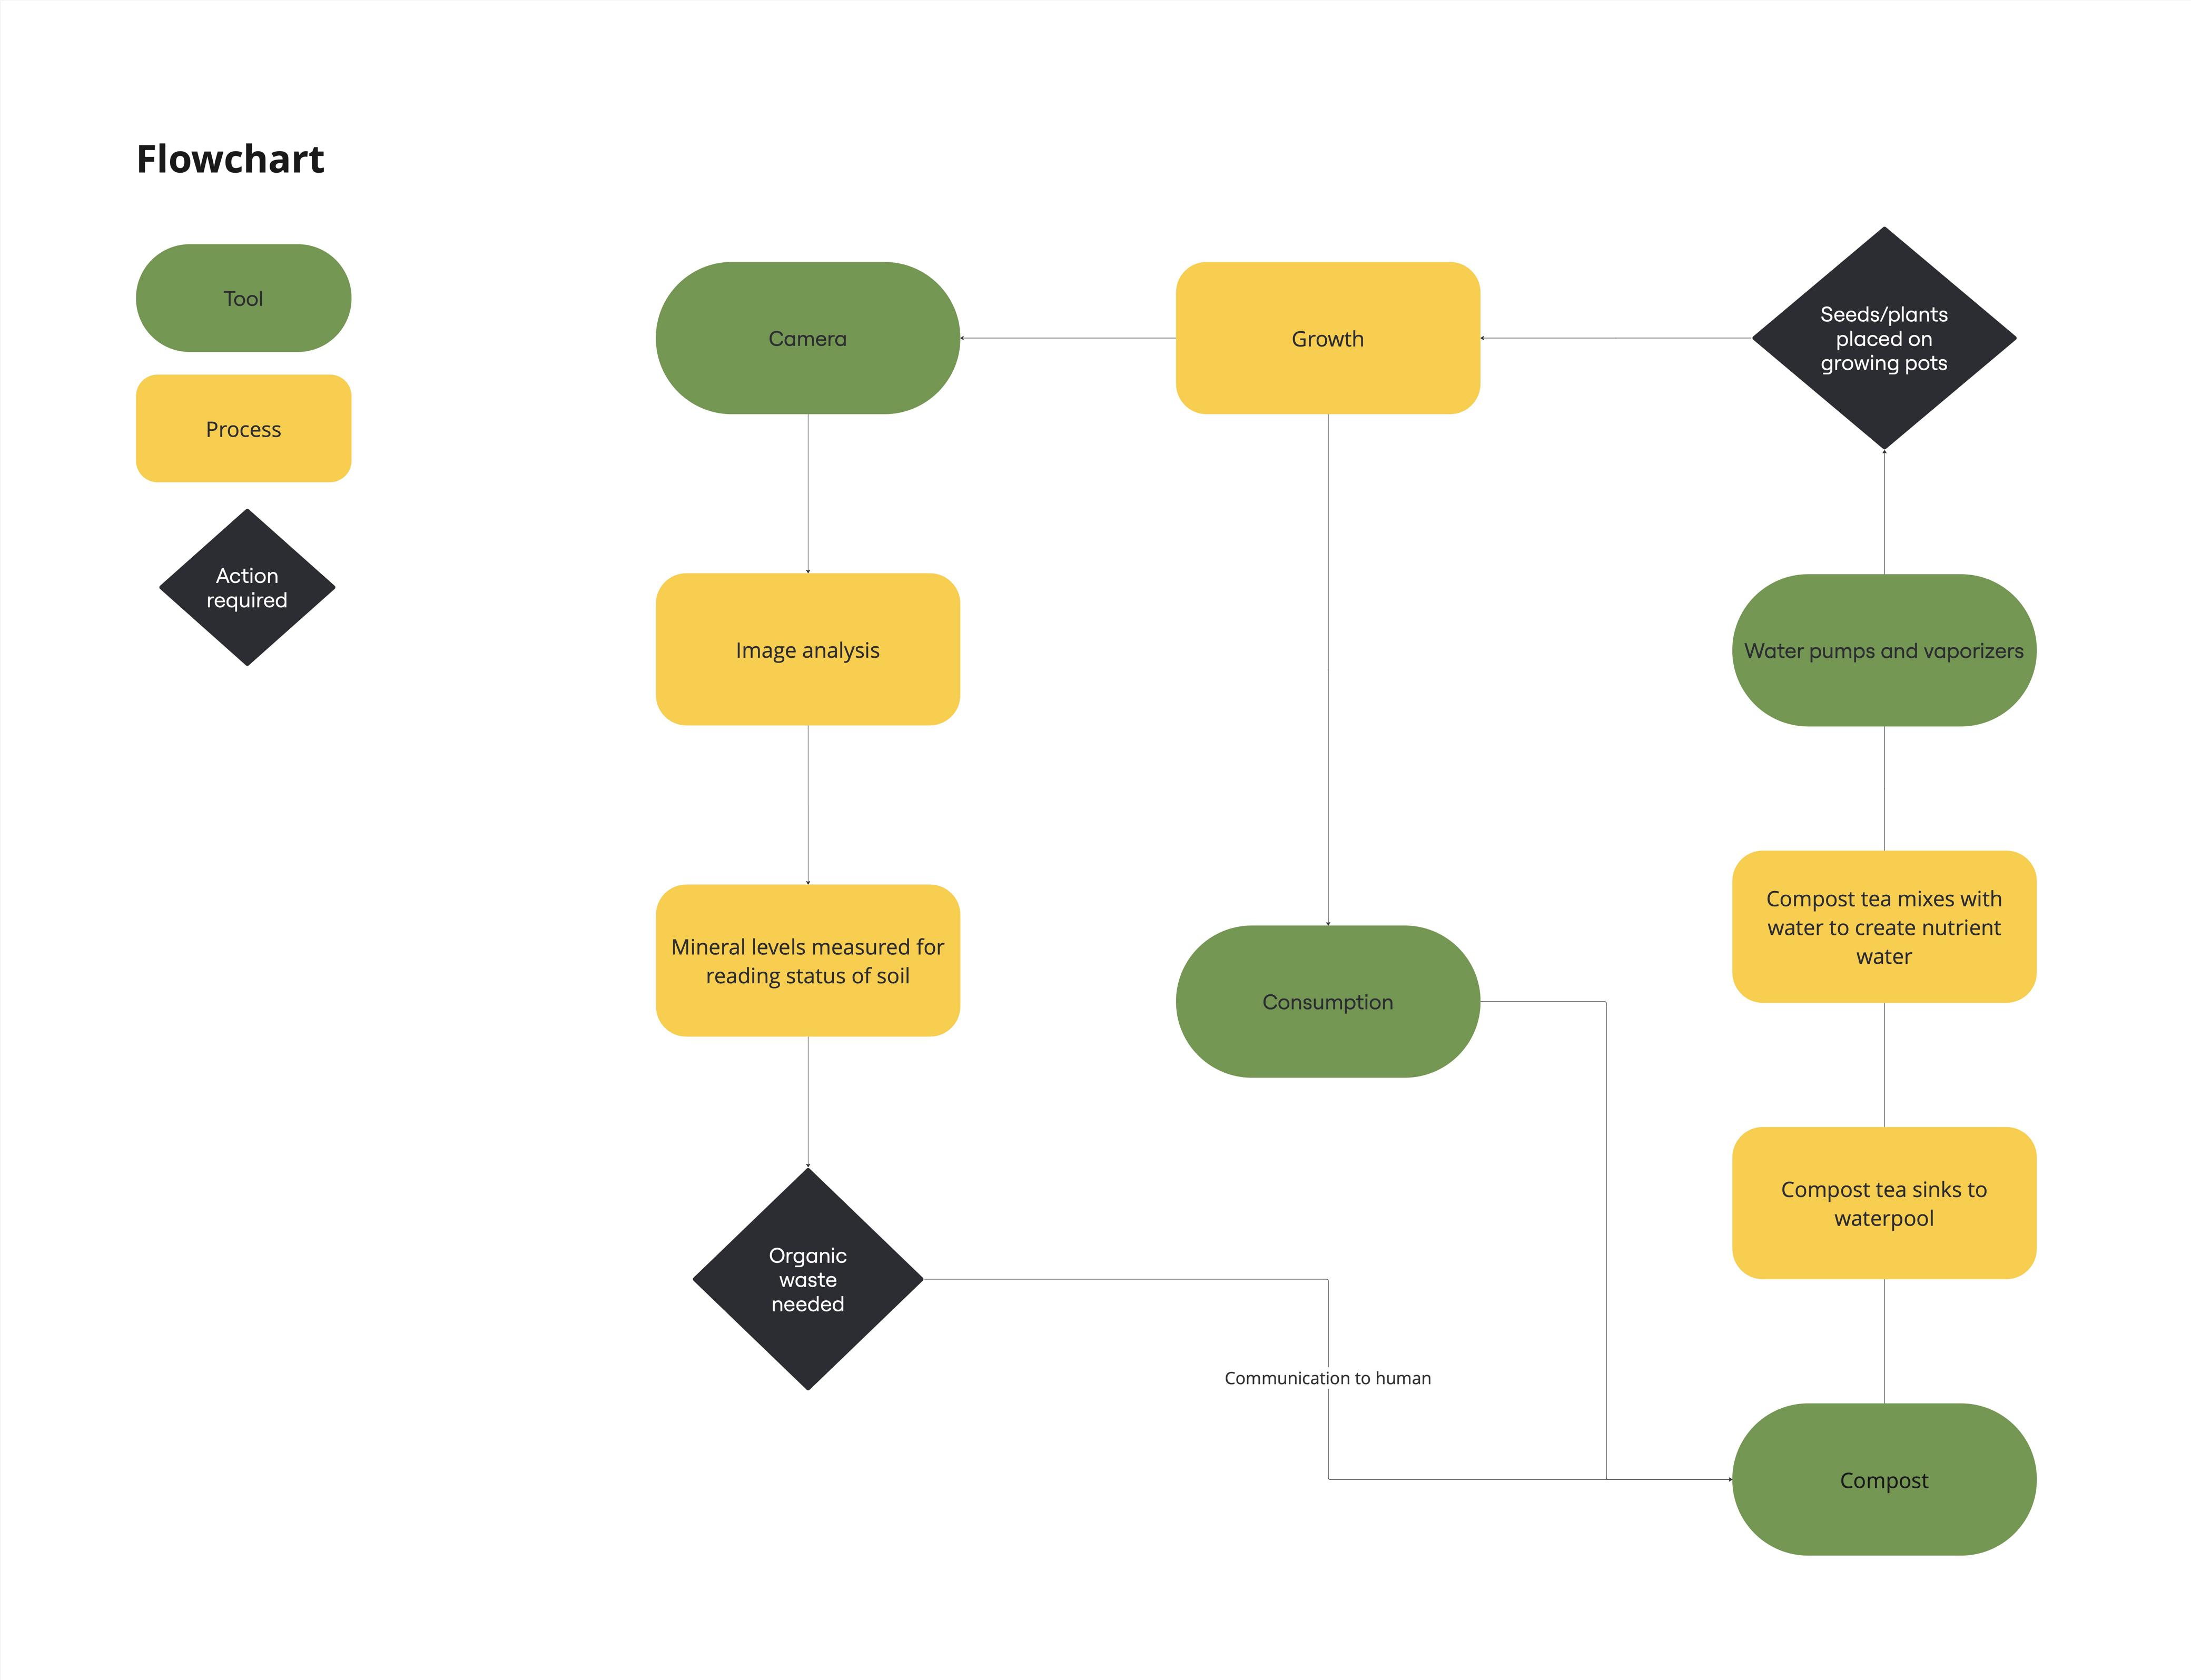 Flowchart
Tool
Process
Action
required
Camera
Growth
Seeds/plants
placed on
growing pots
Image analysis
Water pumps and vaporizers
Mineral levels measured for
reading status of soil
Consumption
Compost tea mixes with
water to create nutrient
water
Organic
waste
needed
Compost tea sinks to
waterpool
Communication to human
Compost